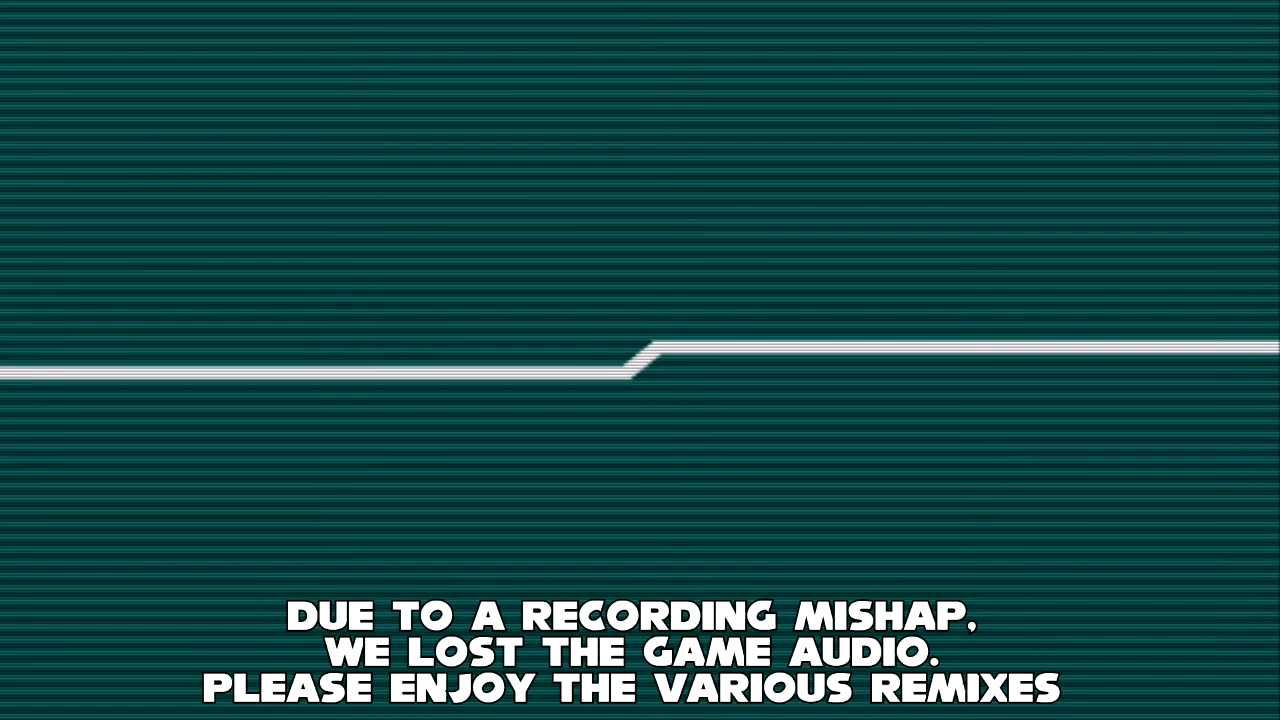 DUE TO A RECORDING MISHAP,
WE LOST THE GAME AUDIO.
PLEASE ENJOY THE VARIOUS REMIXES